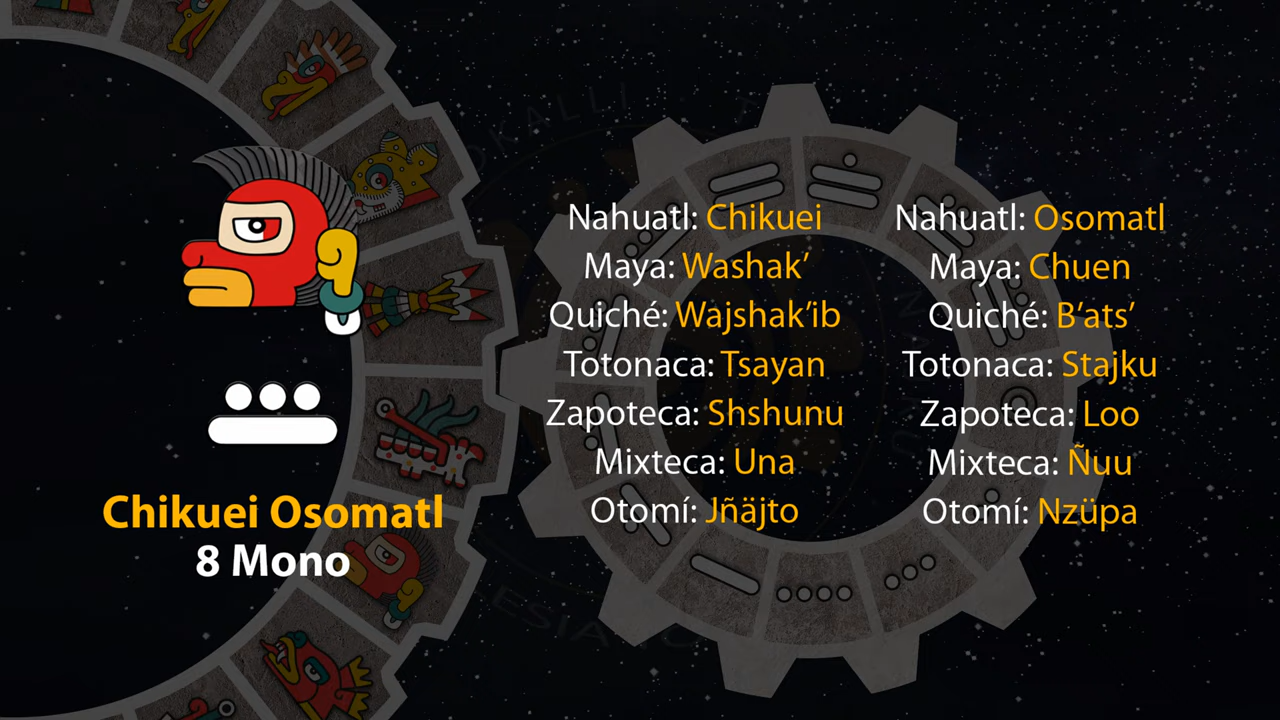 Nahuatl: Chikuei
Maya: Washak’
Quiché: Wajshak’ib
Totonaca: Tsayan
Zapoteca: Shshunu
Mixteca: Una
Otomí: Jñäjto
Nahuatl: Osomatl
Maya: Chuen
Quiché: B’ats’
Totonaca: Stajku
Zapoteca: Loo
Mixteca: Ñuu
Otomí: Nzüpa
Chikuei Osomatl
8 Mono